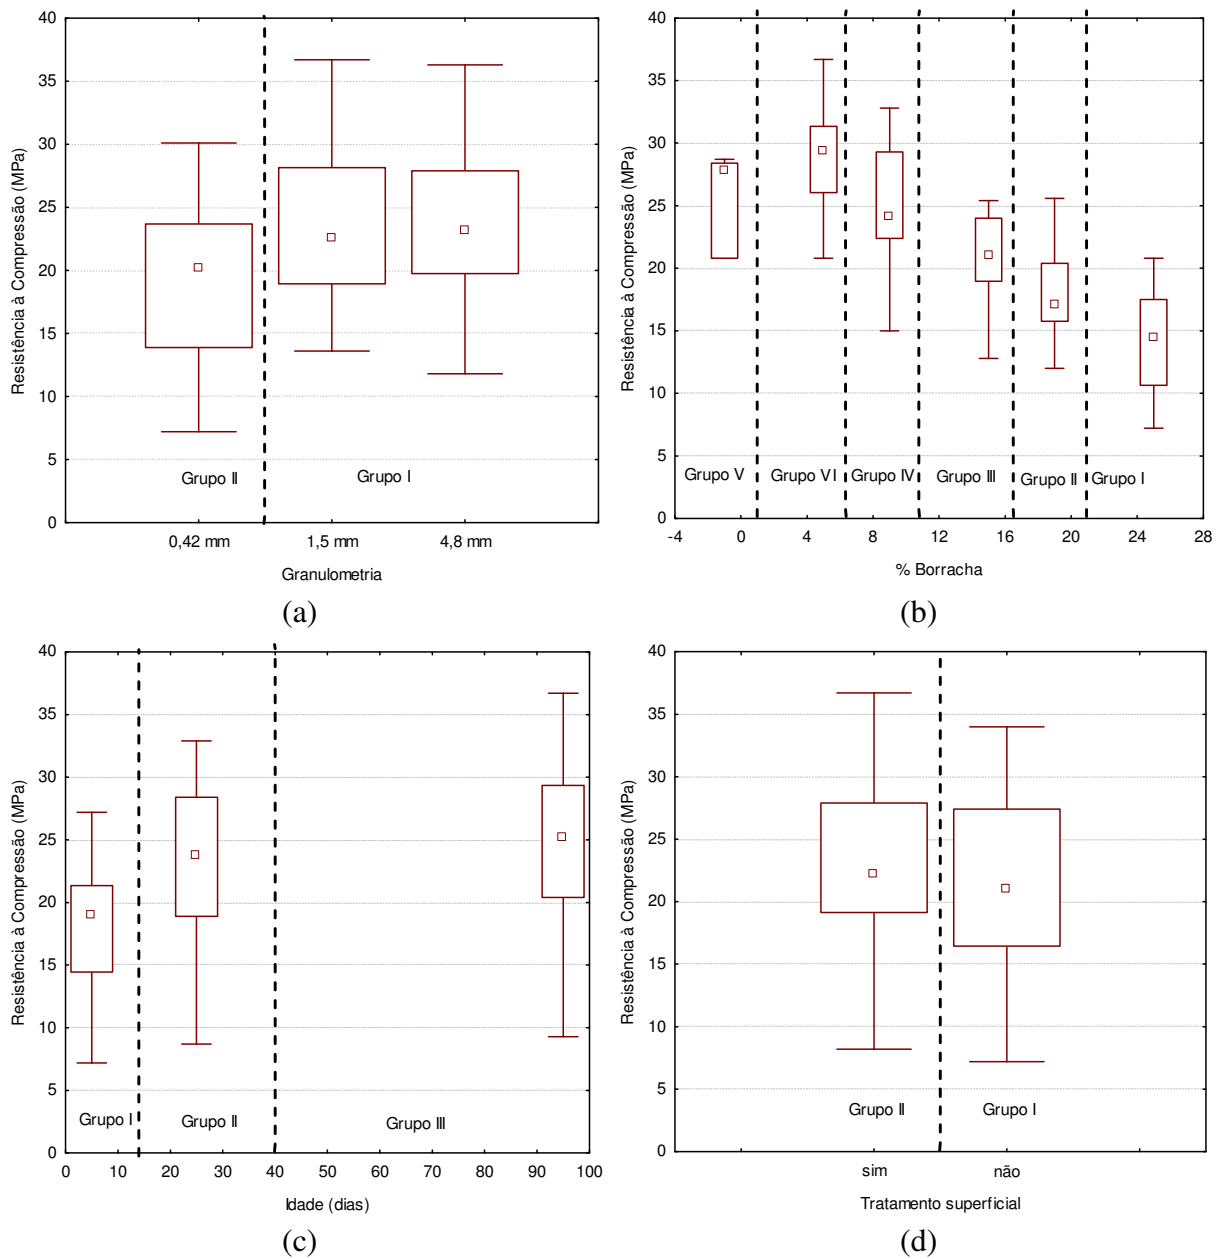 40
35
30
25
20
15
10
5
0
Resistência à Compressão (MPa)
Grupo II
Grupo I
0,42 mm
1,5 mm
4,8 mm
Granulometria
(a)
40
35
30
25
20
15
10
5
0
Resistência à Compressão (MPa)
Grupo V
Grupo VI
Grupo IV
Grupo III
Grupo II
Grupo I
-4 0 4 8 12 16 20 24 28
% Borracha
(b)
40
35
30
25
20
15
10
5
0
Resistência à Compressão (MPa)
Grupo I
Grupo II
Grupo III
0 10 20 30 40 50 60 70 80 90 100
Idade (dias)
(c)
40
35
30
25
20
15
10
5
0
Resistência à Compressão (MPa)
Grupo II
Grupo I
sim
não
Tratamento superficial
(d)